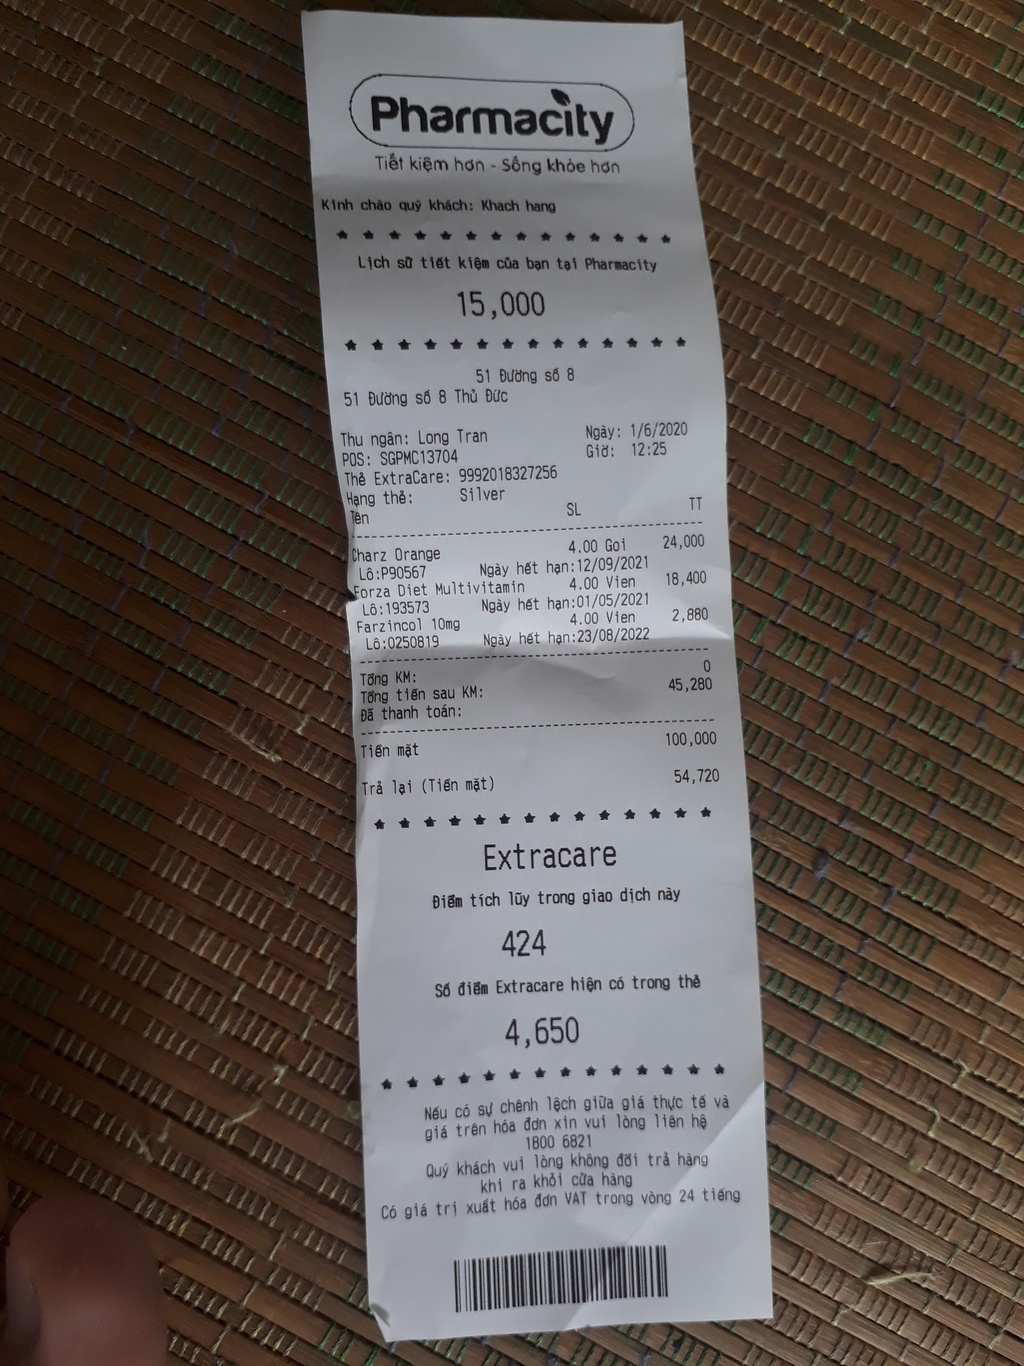 Pharmacity
Tiết kiệm hơn - Sống khỏe hơn
Kính chào quý khách: Khach hang
Lịch sử tiết kiệm của bạn tại Pharmacity
15,000
51 Đường số 8
51 Đường số 8 Thủ Đức
Thu ngân: Long Tran Ngày: 1/6/2020
POS: SGPMC13704 Giờ: 12:25
Thẻ ExtraCare: 9992018327256
Hạng thẻ: Silver
Tên SL TT
Charz Orange 4.00 Goi 24,000
Lô:P90567 Ngày hết hạn:12/09/2021
Forza Diet Multivitamin 4.00 Vien 18,400
Lô:193573 Ngày hết hạn:01/05/2021
Farzincol 10mg 4.00 Vien 2,880
Lô:0250819 Ngày hết hạn:23/08/2022
Tổng KM: 0
Tổng tiền sau KM: 45,280
Đã thanh toán:
Tiền mặt 100,000
Trả lại (Tiền mặt) 54,720
Extracare
Điểm tích lũy trong giao dịch này
424
Số điểm Extracare hiện có trong thẻ
4,650
Nếu có sự chênh lệch giữa giá thực tế và
giá trên hóa đơn xin vui lòng liên hệ
1800 6821
Quý khách vui lòng không đổi trả hàng
khi ra khỏi cửa hàng
Có giá trị xuất hóa đơn VAT trong vòng 24 tiếng